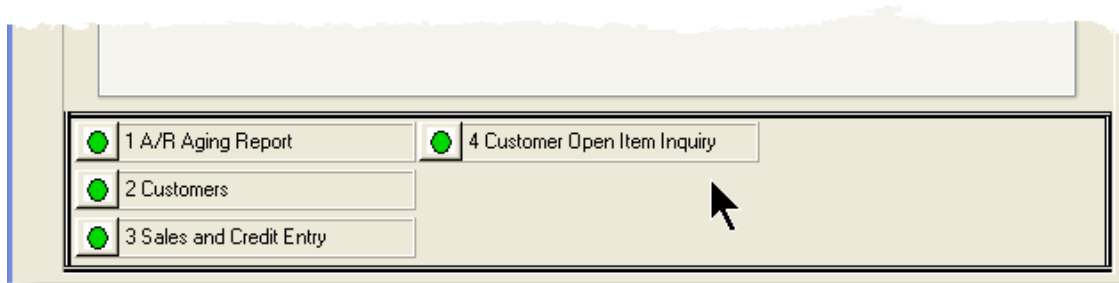 1 A/R Aging Report
2 Customers
3 Sales and Credit Entry
4 Customer Open Item Inquiry